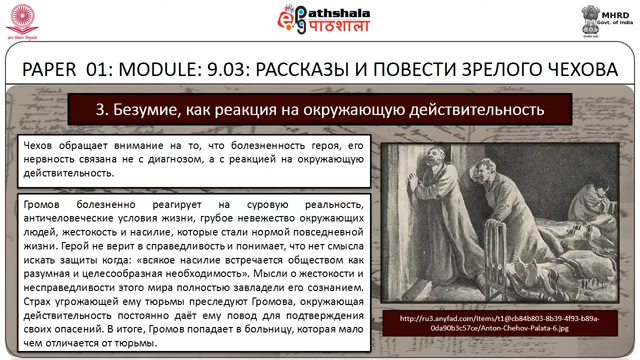 ePathshala
पाठशाला
MHRD
Govt. of India
PAPER 01: MODULE: 9.03: РАССКАЗЫ И ПОВЕСТИ ЗРЕЛОГО ЧЕХОВА
3. Безумие, как реакция на окружающую действительность
Чехов обращает внимание на то, что болезненность героя, его
нервность связана не с диагнозом, а с реакцией на окружающую
действительность.
Громов болезненно реагирует на суровую реальность,
античеловеческие условия жизни, грубое невежество окружающих
людей, жестокость и насилие, которые стали нормой повседневной
жизни. Герой не верит в справедливость и понимает, что нет смысла
искать защиты когда: «всякое насилие встречается обществом как
разумная и целесообразная необходимость». Мысли о жестокости и
несправедливости этого мира полностью завладели его сознанием.
Страх угрожающей ему тюрьмы преследуют Громова, окружающая
действительность постоянно даёт ему повод для подтверждения
своих опасений. В итоге, Громов попадает в больницу, которая мало
чем отличается от тюрьмы.
http://ru3.anyfad.com/items/t1@cb84b803-8b39-4f93-b89a-
0da90b3c57ce/Anton-Chehov-Palata-6.jpg